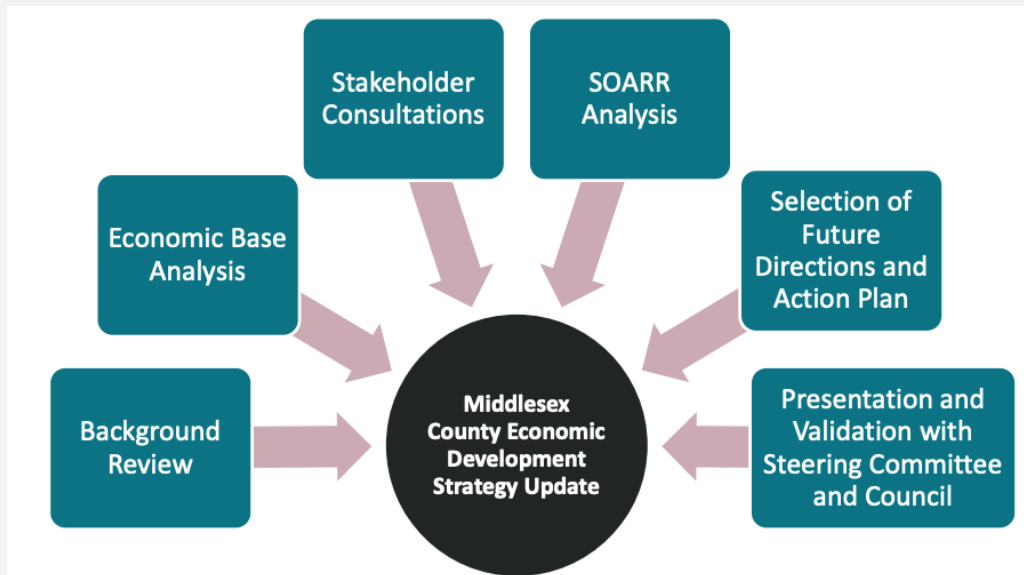 Stakeholder
Consultations
SOARR
Analysis
Economic Base
Analysis
Selection of
Future
Directions and
Action Plan
Background
Review
Middlesex
County Economic
Development
Strategy Update
Presentation and
Validation with
Steering Committee
and Council